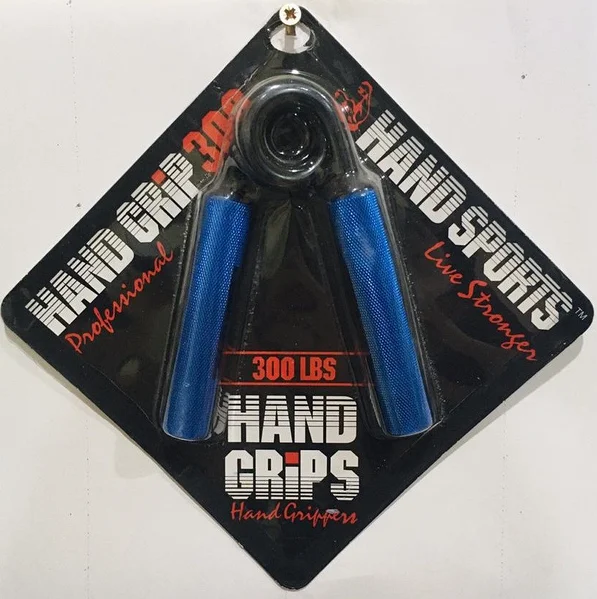 HAND GRiP 300
Professional
HAND SPORTS
Live Stronger
TM
300 LBS
HAND
GRiPS
Hand Grippers